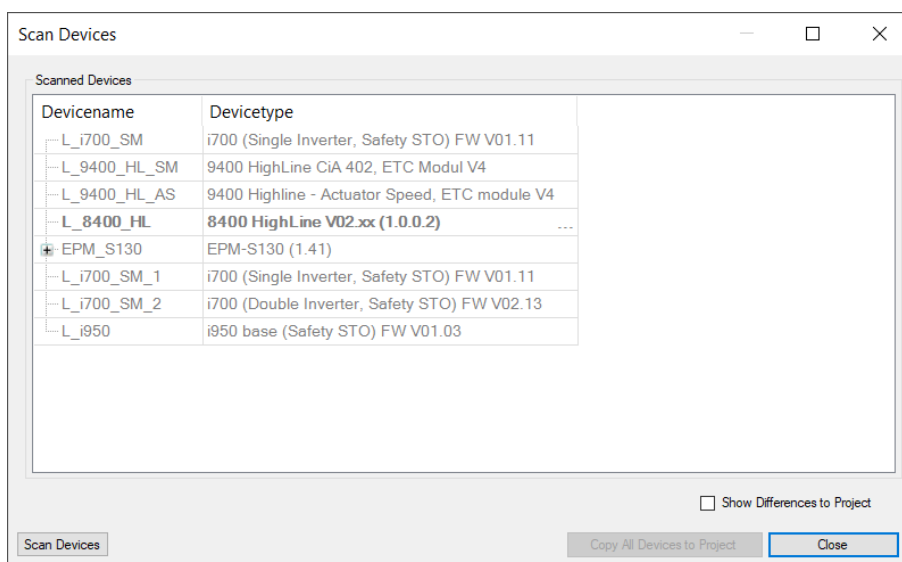 Scan Devices
Scanned Devices
Devicename Devicetype
L_i700_SM i700 (Single Inverter, Safety STO) FW V01.11
L_9400_HL_SM 9400 HighLine CiA 402, ETC Modul V4
L_9400_HL_AS 9400 Highline - Actuator Speed, ETC module V4
L_8400_HL 8400 HighLine V02.xx (1.0.0.2) ...
EPM_S130 EPM-S130 (1.41)
L_i700_SM_1 i700 (Single Inverter, Safety STO) FW V01.11
L_i700_SM_2 i700 (Double Inverter, Safety STO) FW V02.13
L_i950 i950 base (Safety STO) FW V01.03
Show Differences to Project
Scan Devices Copy All Devices to Project Close